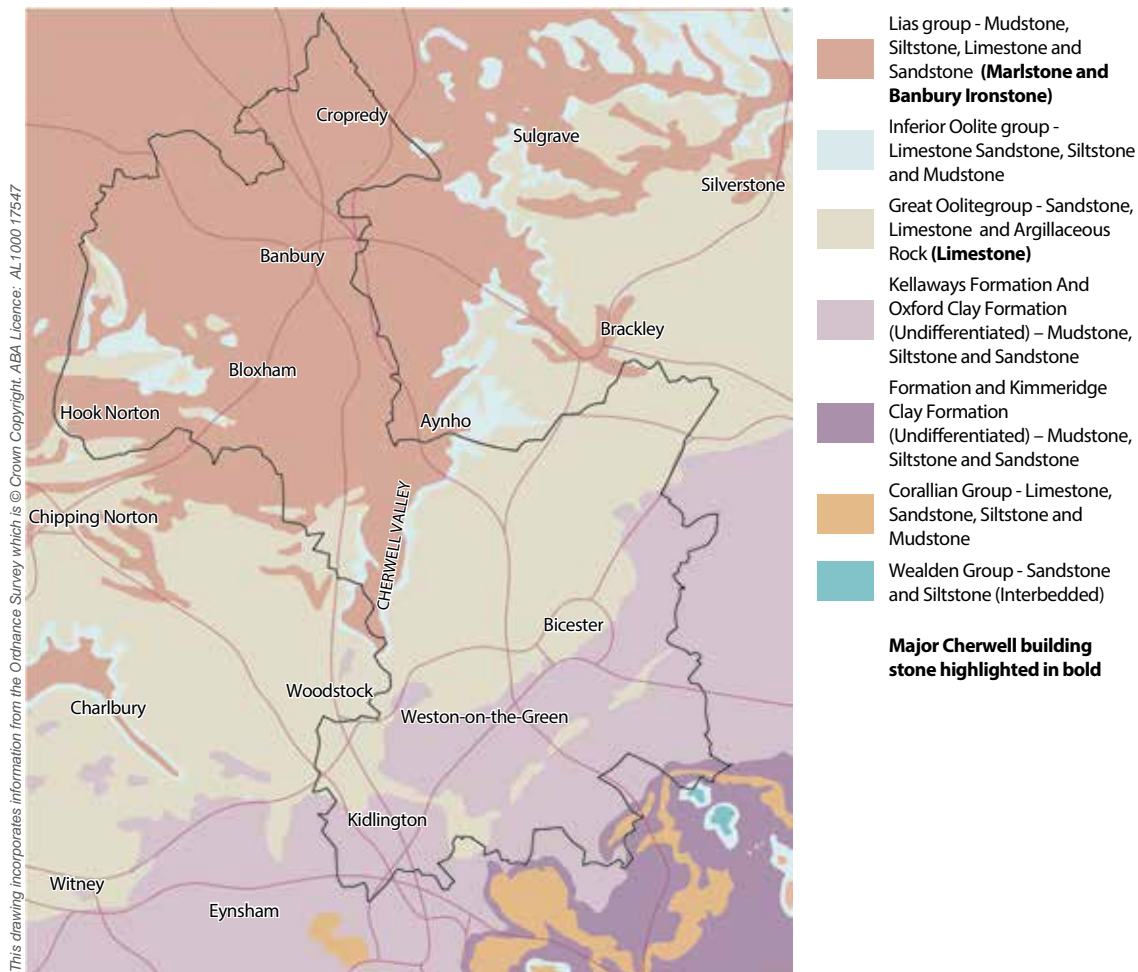 This drawing incorporates information from the Ordnance Survey which is © Crown Copyright. ABA Licence: AL1000 17547
Cropredy
Sulgrave
Silverstone
Banbury
Brackley
Bloxham
Hook Norton
Aynho
CHERWELL VALLEY
Chipping Norton
Bicester
Woodstock
Charlbury
Weston-on-the-Green
Kidlington
Witney
Eynsham
Lias group - Mudstone,
Siltstone, Limestone and
Sandstone (Marlstone and
Banbury Ironstone)
Inferior Oolite group -
Limestone Sandstone, Siltstone
and Mudstone
Great Oolitegroup - Sandstone,
Limestone and Argillaceous
Rock (Limestone)
Kellaways Formation And
Oxford Clay Formation
(Undifferentiated) – Mudstone,
Siltstone and Sandstone
Formation and Kimmeridge
Clay Formation
(Undifferentiated) – Mudstone,
Siltstone and Sandstone
Corallian Group - Limestone,
Sandstone, Siltstone and
Mudstone
Wealden Group - Sandstone
and Siltstone (Interbedded)
Major Cherwell building
stone highlighted in bold